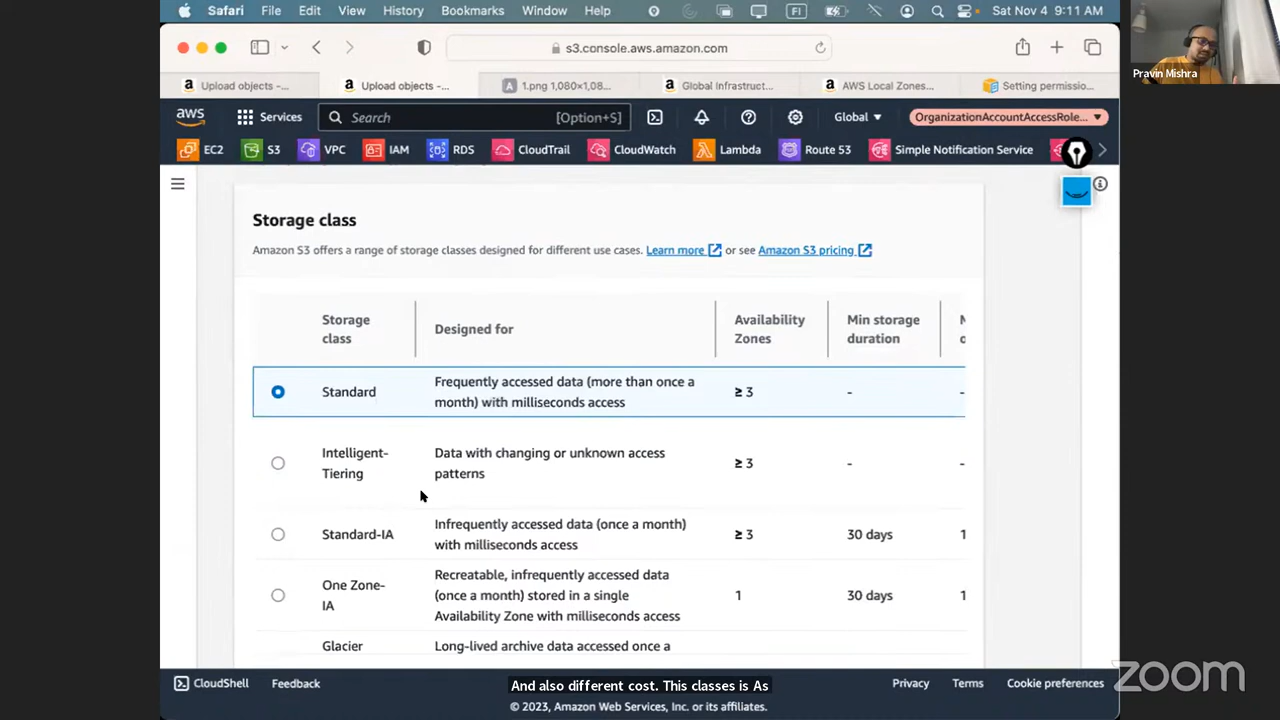 Safari File Edit View History Bookmarks Window Help FI Sat Nov 4 9:11 AM
Pravin Mishra
s3.console.aws.amazon.com
a Upload objects -...
a Upload objects -...
A 1.png 1,080×1,08...
a Global Infrastruct...
a AWS Local Zones...
Setting permissio...
aws Services Search [Option+S] Global OrganizationAccountAccessRole...
EC2 S3 VPC IAM RDS CloudTrail CloudWatch Lambda Route 53 Simple Notification Service
Storage class
Amazon S3 offers a range of storage classes designed for different use cases. Learn more or see Amazon S3 pricing
Storage class
Designed for
Availability Zones
Min storage duration
Standard
Frequently accessed data (more than once a
month) with milliseconds access
≥ 3
-
-
Intelligent-
Tiering
Data with changing or unknown access
patterns
≥ 3
-
-
Standard-IA
Infrequently accessed data (once a month)
with milliseconds access
≥ 3
30 days
1
One Zone-
IA
Recreatable, infrequently accessed data
(once a month) stored in a single
Availability Zone with milliseconds access
1
30 days
1
Glacier
Long-lived archive data accessed once a
CloudShell Feedback Privacy Terms Cookie preferences
And also different cost. This classes is As
© 2023, Amazon Web Services, Inc. or its affiliates.
zoom